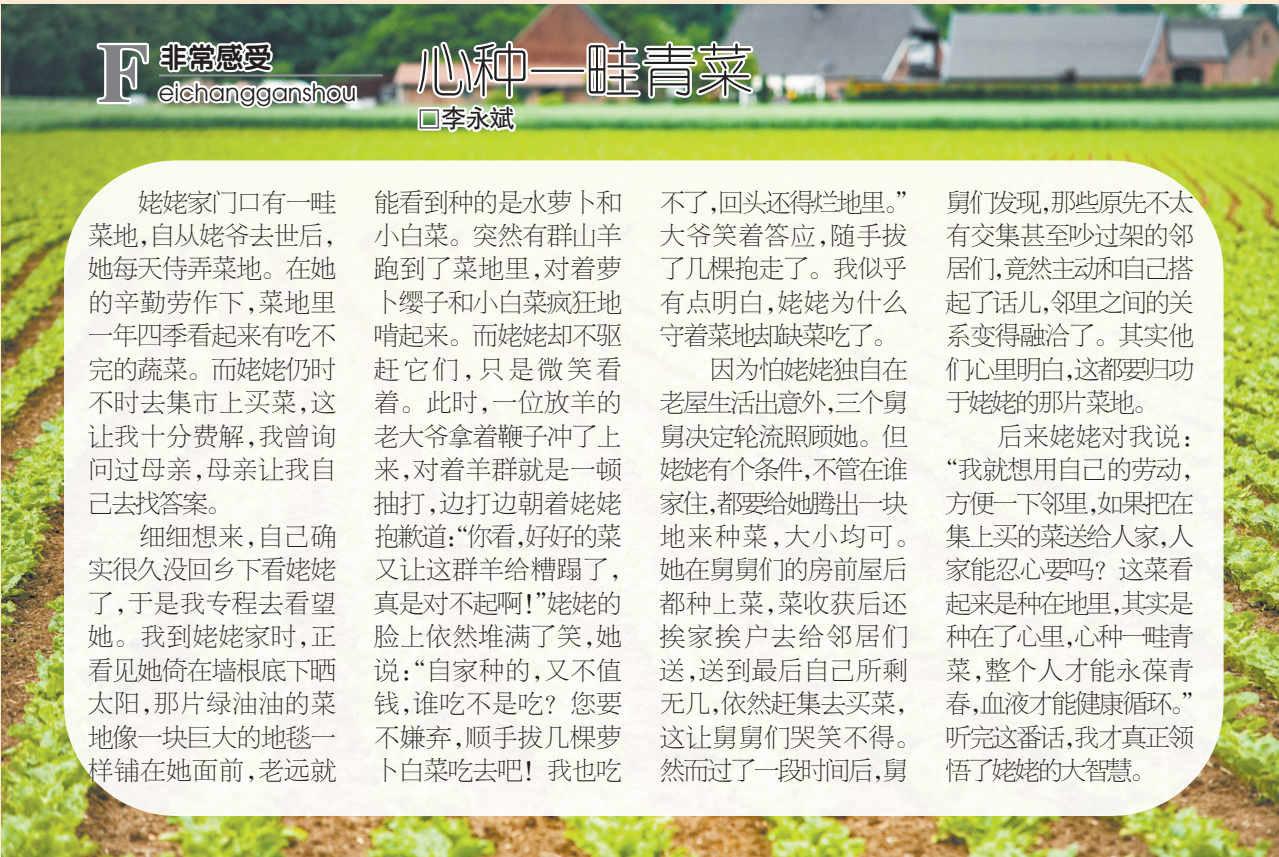 F 非常感受
eichangganshou
心种一畦青菜
□李永斌
姥姥家门口有一畦
菜地,自从姥爷去世后,
她每天侍弄菜地。在她
的辛勤劳作下,菜地里
一年四季看起来有吃不
完的蔬菜。而姥姥仍时
不时去集市上买菜,这
让我十分费解,我曾询
问过母亲,母亲让我自
己去找答案。
细细想来,自己确
实很久没回乡下看姥姥
了,于是我专程去看望
她。我到姥姥家时,正
看见她倚在墙根底下晒
太阳,那片绿油油的菜
地像一块巨大的地毯一
样铺在她面前,老远就
能看到种的是水萝卜和
小白菜。突然有群山羊
跑到了菜地里,对着萝
卜缨子和小白菜疯狂地
啃起来。而姥姥却不驱
赶它们,只是微笑看
着。此时,一位放羊的
老大爷拿着鞭子冲了上
来,对着羊群就是一顿
抽打,边打边朝着姥姥
抱歉道:“你看,好好的菜
又让这群羊给糟蹋了,
真是对不起啊!”姥姥的
脸上依然堆满了笑,她
说:“自家种的,又不值
钱,谁吃不是吃?您要
不嫌弃,顺手拔几棵萝
卜白菜吃去吧!我也吃
不了,回头还得烂地里。”
大爷笑着答应,随手拔
了几棵抱走了。我似乎
有点明白,姥姥为什么
守着菜地却缺菜吃了。
因为怕姥姥独自在
老屋生活出意外,三个舅
舅决定轮流照顾她。但
姥姥有个条件,不管在谁
家住,都要给她腾出一块
地来种菜,大小均可。
她在舅舅们的房前屋后
都种上菜,菜收获后还
挨家挨户去给邻居们
送,送到最后自己所剩
无几,依然赶集去买菜,
这让舅舅们哭笑不得。
然而过了一段时间后,舅
舅们发现,那些原先不太
有交集甚至吵过架的邻
居们,竟然主动和自己搭
起了话儿,邻里之间的关
系变得融洽了。其实他
们心里明白,这都要归功
于姥姥的那片菜地。
后来姥姥对我说:
“我就想用自己的劳动,
方便一下邻里,如果把在
集上买的菜送给人家,人
家能忍心要吗?这菜看
起来是种在地里,其实是
种在了心里,心种一畦青
菜,整个人才能永葆青
春,血液才能健康循环。”
听完这番话,我才真正领
悟了姥姥的大智慧。